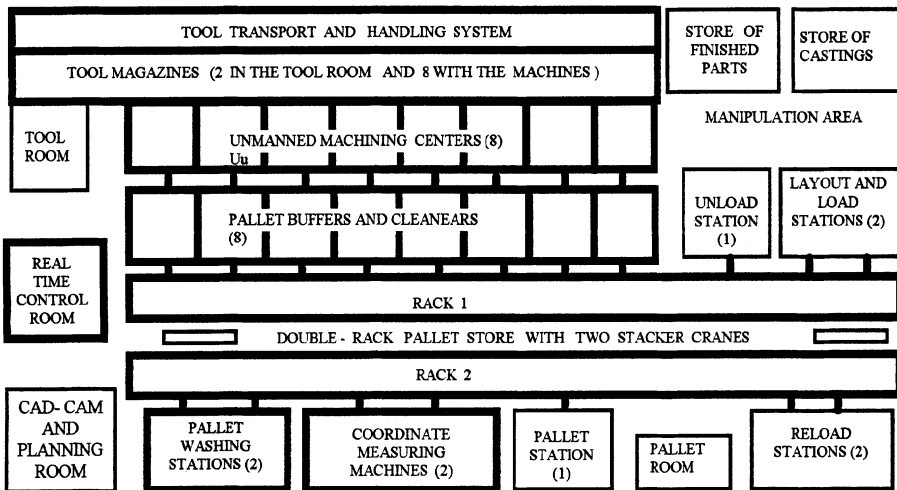 TOOL TRANSPORT AND HANDLING SYSTEM
TOOL MAGAZINES (2 IN THE TOOL ROOM AND 8 WITH THE MACHINES )
STORE OF
FINISHED
PARTS
STORE OF
CASTINGS
MANIPULATION AREA
TOOL
ROOM
UNMANNED MACHINING CENTERS (8)
Uu
PALLET BUFFERS AND CLEANEARS
(8)
UNLOAD
STATION
(1)
LAYOUT AND
LOAD
STATIONS (2)
REAL
TIME
CONTROL
ROOM
RACK 1
DOUBLE - RACK PALLET STORE WITH TWO STACKER CRANES
RACK 2
CAD- CAM
AND
PLANNING
ROOM
PALLET
WASHING
STATIONS (2)
COORDINATE
MEASURING
MACHINES (2)
PALLET
STATION
(1)
PALLET
ROOM
RELOAD
STATIONS (2)